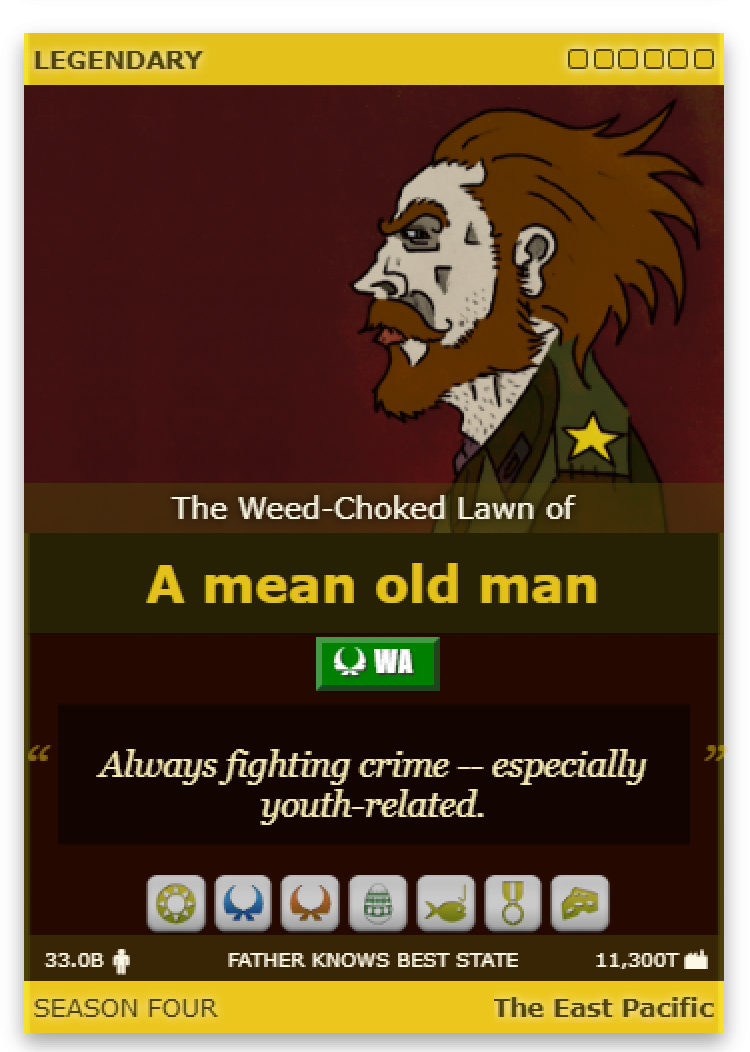 LEGENDARY
The Weed-Choked Lawn of
A mean old man
WA
“ Always fighting crime -- especially ”
youth-related.
33.0B FATHER KNOWS BEST STATE 11,300T
SEASON FOUR The East Pacific